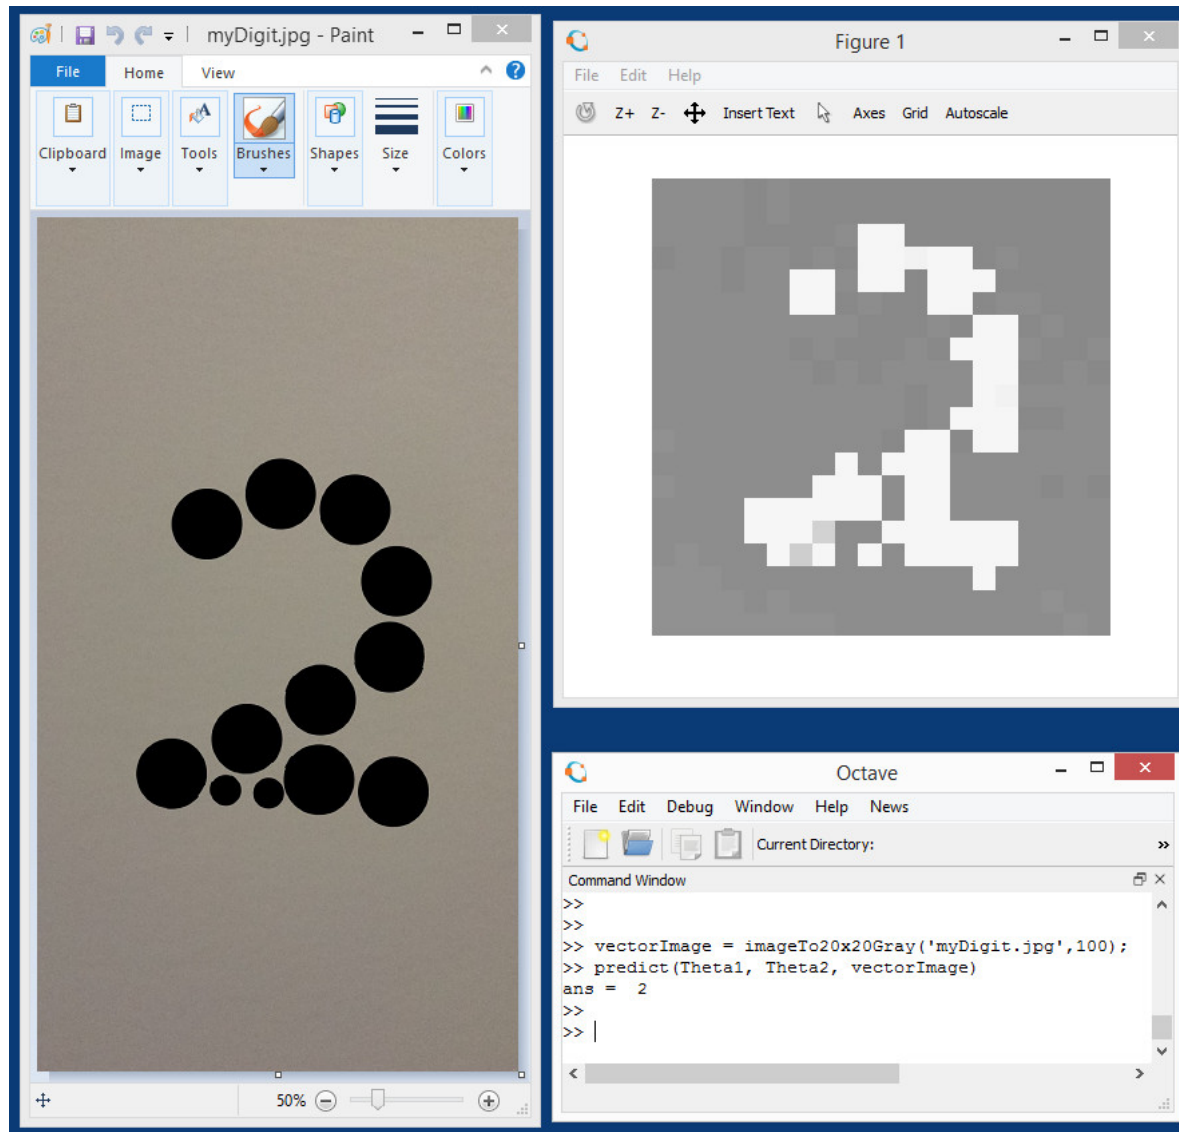 myDigit.jpg - Paint
File Home View
Clipboard Image Tools Brushes Shapes Size Colors
50%
Figure 1
File Edit Help
Z+ Z- Insert Text Axes Grid Autoscale
Octave
File Edit Debug Window Help News
Current Directory:
Command Window
>>
>>
>> vectorImage = imageTo20x20Gray('myDigit.jpg',100);
>> predict(Theta1, Theta2, vectorImage)
ans = 2
>>
>>